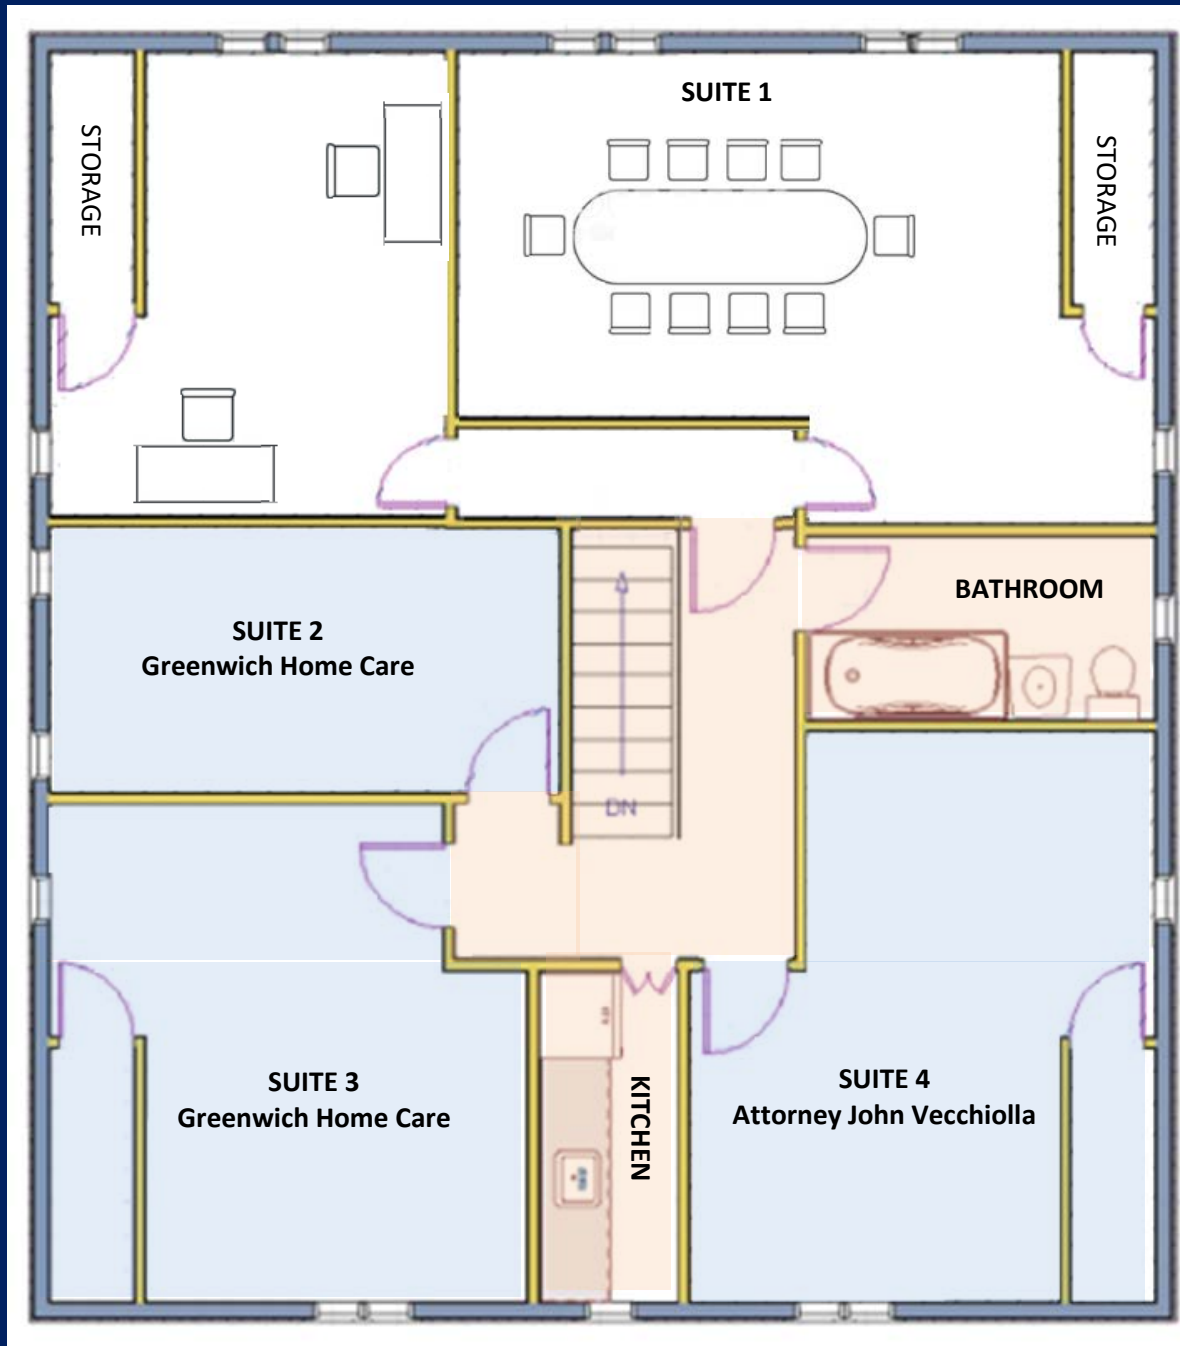 SUITE 1
STORAGE
STORAGE
BATHROOM
SUITE 2
Greenwich Home Care
DN
SUITE 3
Greenwich Home Care
KITCHEN
SUITE 4
Attorney John Vecchiolla